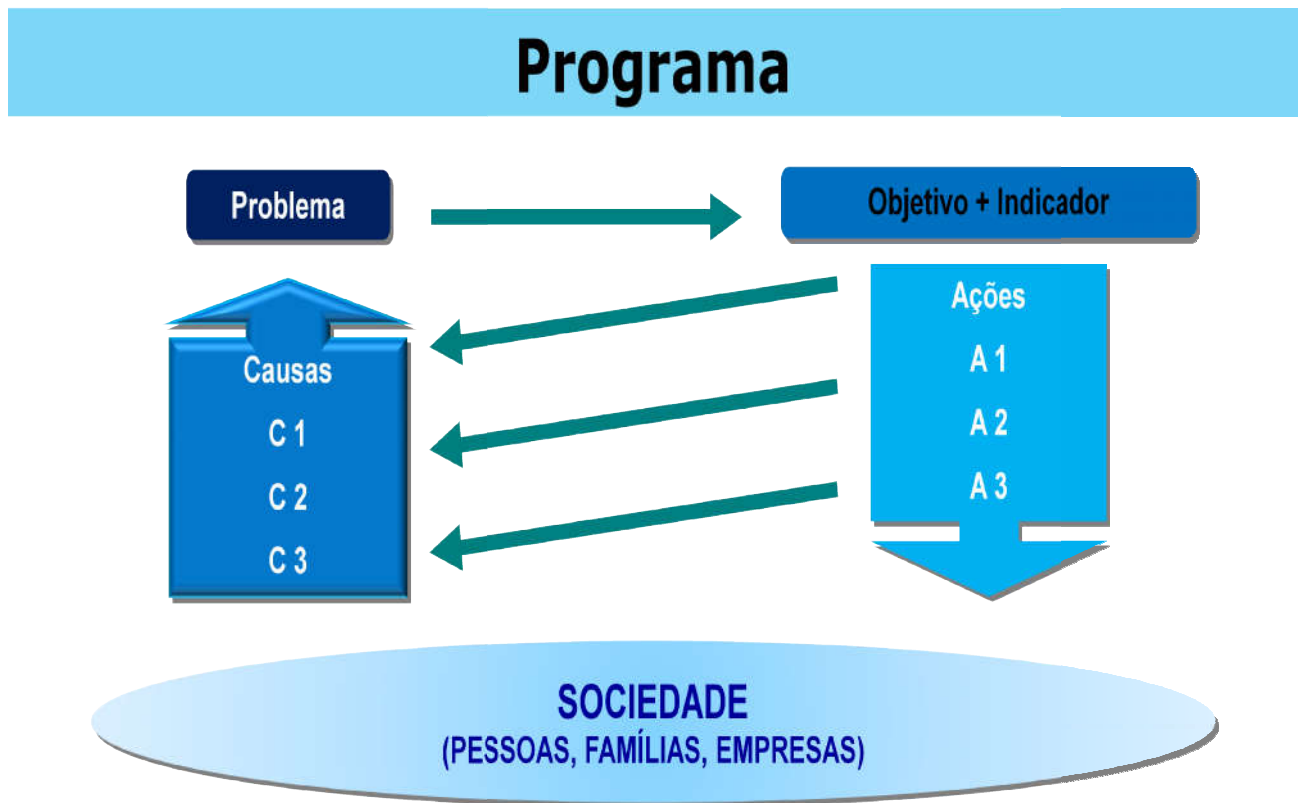 Programa
Problema
Objetivo + Indicador
Causas
C 1
C 2
C 3
Ações
A 1
A 2
A 3
SOCIEDADE
(PESSOAS, FAMÍLIAS, EMPRESAS)